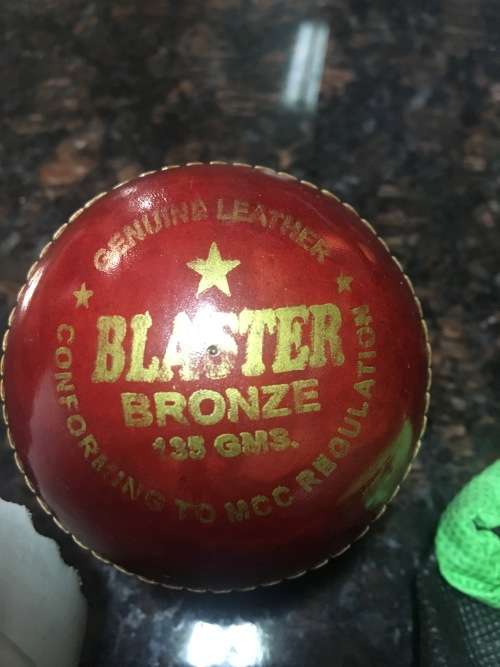 GENUINE LEATHER
BLASTER
BRONZE
135 GMS.
CONFORMING TO MCC REGULATION